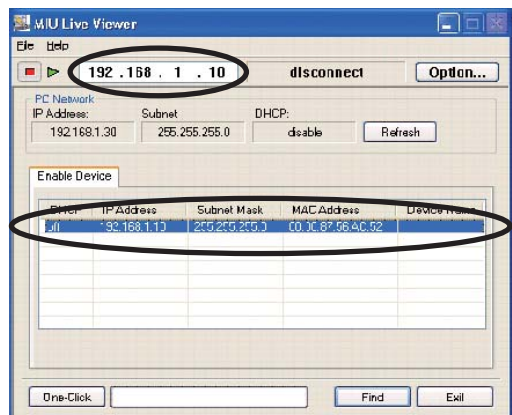 MIU Live Viewer
File Help
192 . 168 . 1 . 10 disconnect Option...
PC Network
IP Address: Subnet DHCP:
192.168.1.30 255.255.255.0 disable Refresh
Enable Device
DHCP IP Address Subnet Mask MAC Address Device Name
off 192.168.1.10 255.255.255.0
One-Click Find Exit